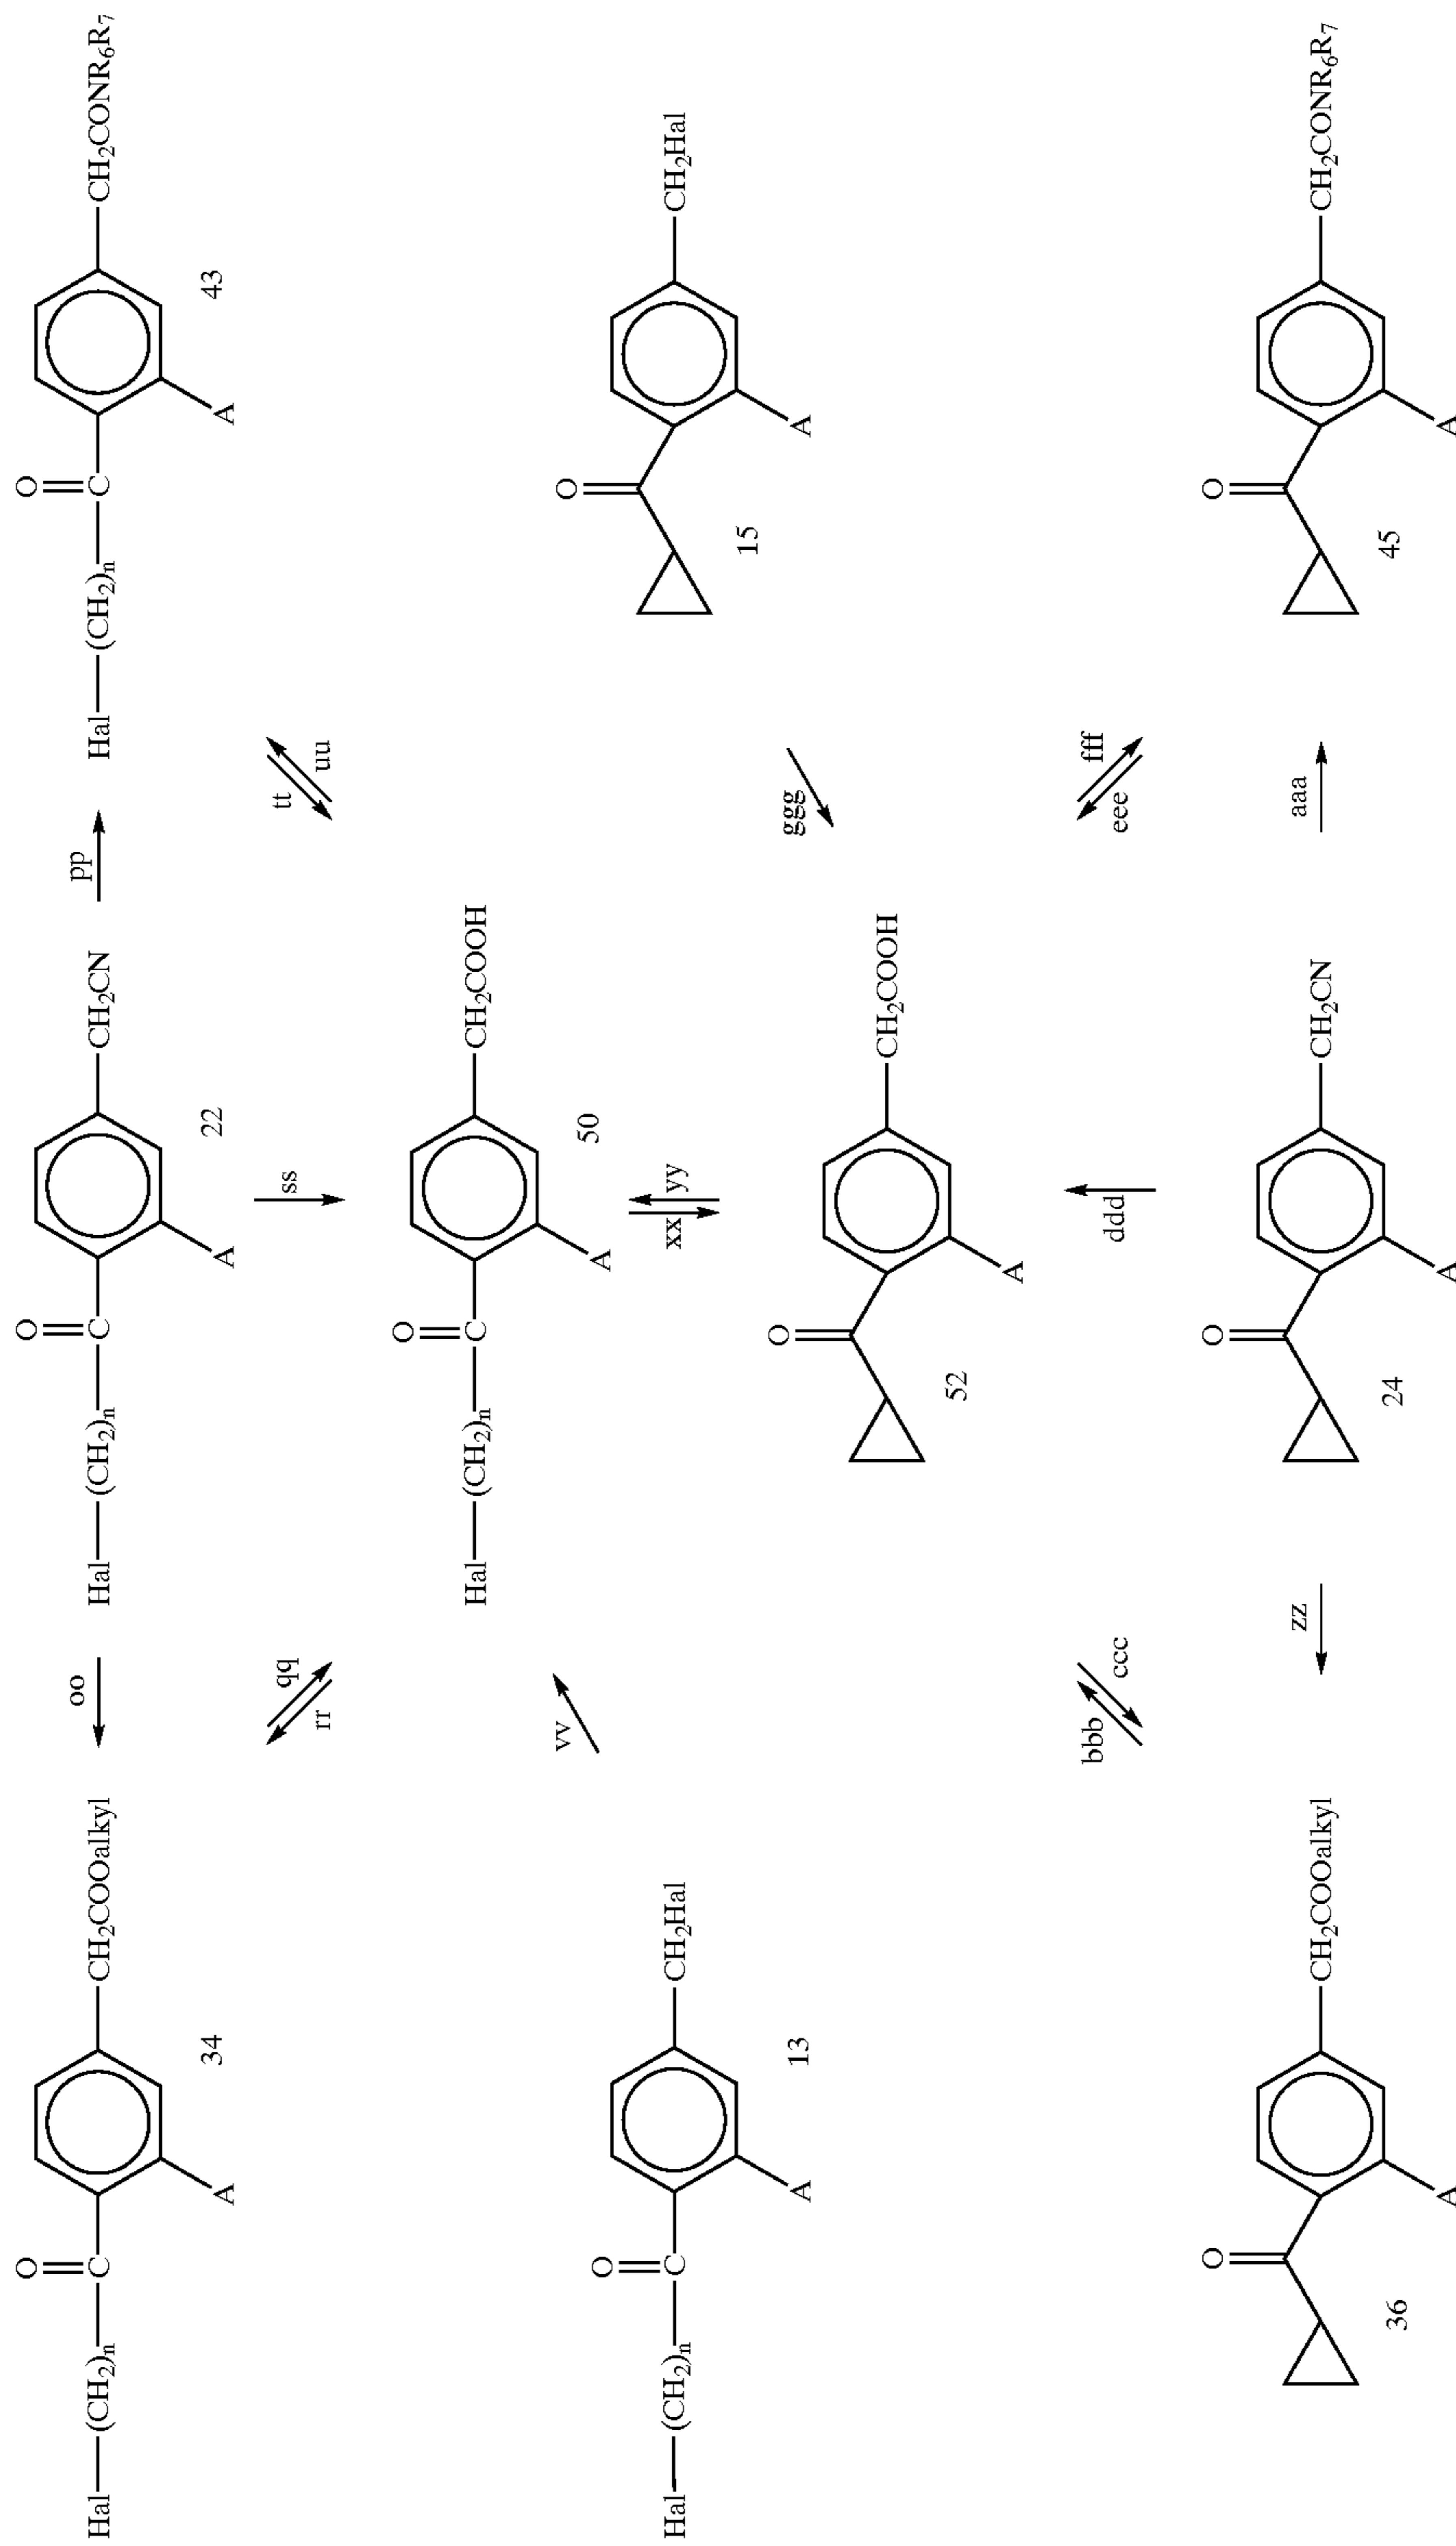 O
O
O
Hal
(CH2)n
C
CH2COOalkyl
oo
Hal
(CH2)n
C
CH2CN
pp
Hal
(CH2)n
C
CH2CONR6R7
A
34
A
22
A
43
qq
rr
ss
tt
uu
O
Hal
(CH2)n
C
CH2COOH
A
50
O
O
vv
Hal
(CH2)n
C
CH2Hal
xx
yy
CH2Hal
A
13
15
A
O
ggg
CH2COOH
52
A
bbb
ccc
ddd
eee
fff
O
O
O
CH2COOalkyl
zz
CH2CN
aaa
CH2CONR6R7
36
A
24
A
45
A